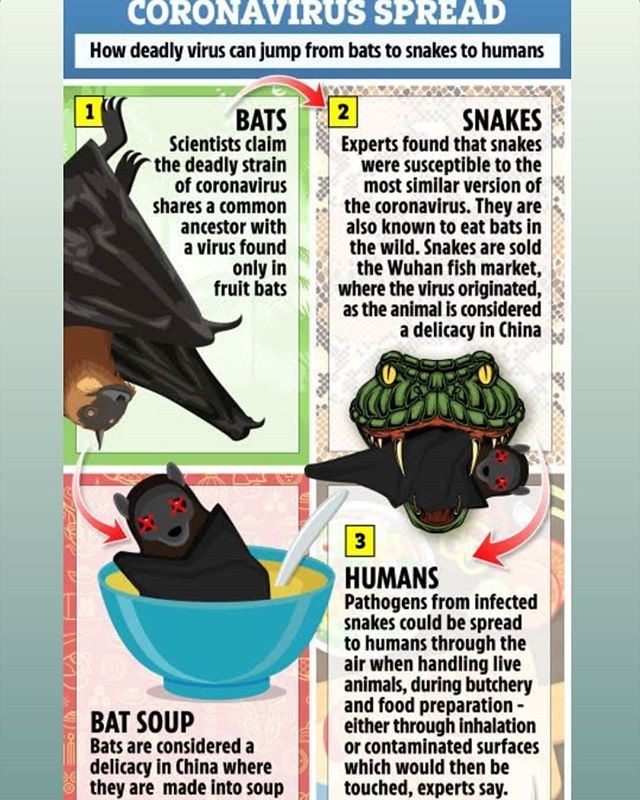 CORONAVIRUS SPREAD
How deadly virus can jump from bats to snakes to humans
1
BATS
Scientists claim
the deadly strain
of coronavirus
shares a common
ancestor with
a virus found
only in
fruit bats
2
SNAKES
Experts found that snakes
were susceptible to the
most similar version of
the coronavirus. They are
also known to eat bats in
the wild. Snakes are sold
the Wuhan fish market,
where the virus originated,
as the animal is considered
a delicacy in China
BAT SOUP
Bats are considered a
delicacy in China where
they are made into soup
3
HUMANS
Pathogens from infected
snakes could be spread
to humans through the
air when handling live
animals, during butchery
and food preparation -
either through inhalation
or contaminated surfaces
which would then be
touched, experts say.